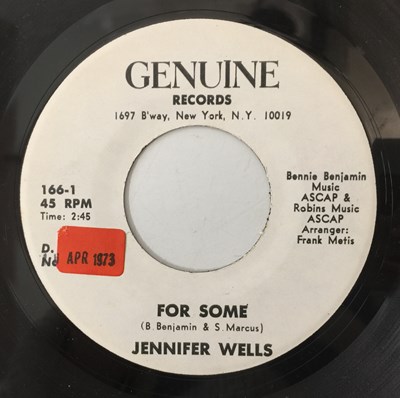 GENUINE
RECORDS
1697 B'way, New York, N.Y. 10019
166-1
45 RPM
Time: 2:45
Bennie Benjamin
Music
ASCAP &
Robins Music
ASCAP
Arranger:
Frank Metis
D.
APR 1973
FOR SOME
(B. Benjamin & S. Marcus)
JENNIFER WELLS